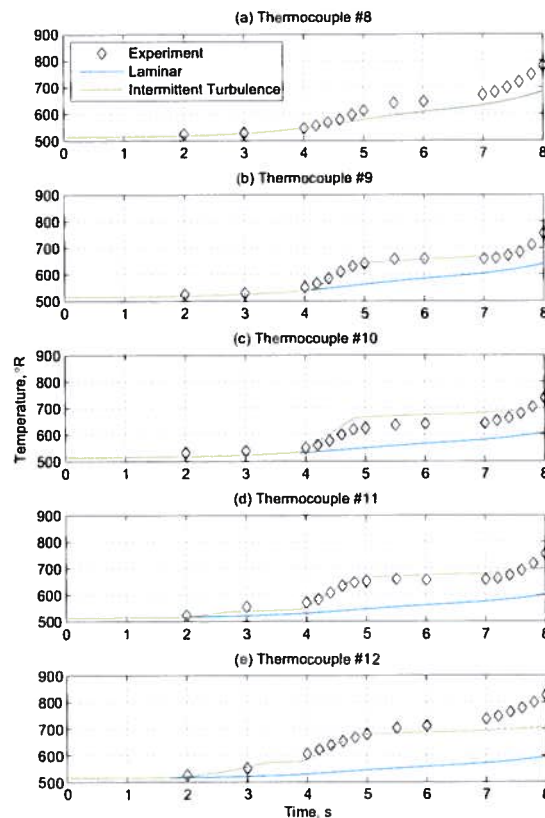 (a) Thermocouple #8
900
Experiment
800
Laminar
700
Intermittent Turbulence
600
500
0 1 2 3 4 5 6 7 8
(b) Thermocouple #9
900
800
700
600
500
0 1 2 3 4 5 6 7 8
(c) Thermocouple #10
900
800
700
600
500
0 1 2 3 4 5 6 7 8
Temperature, °R
(d) Thermocouple #11
900
800
700
600
500
0 1 2 3 4 5 6 7 8
(e) Thermocouple #12
900
800
700
600
500
0 1 2 3 4 5 6 7 8
Time, s